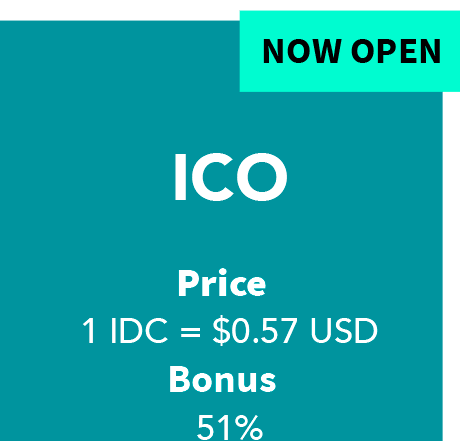 NOW OPEN
ICO
Price
1 IDC = $0.57 USD
Bonus
51%